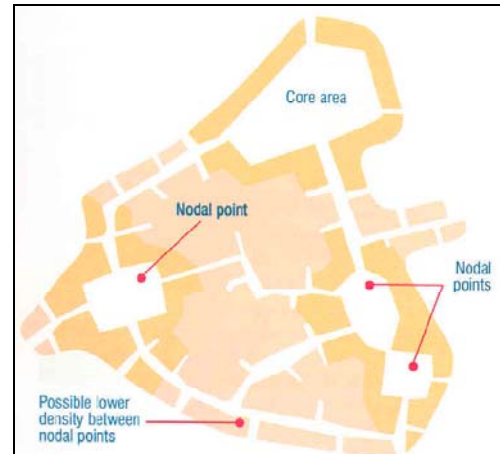 Core area
Nodal point
Nodal
points
Possible lower
density between
nodal points